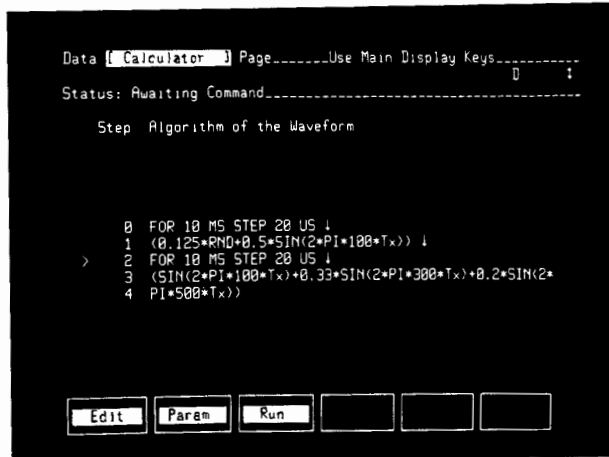 Data [ Calculator ] Page_______Use Main Display Keys__________
D ↕
Status: Awaiting Command______________________________________
Step Algorithm of the Waveform
0 FOR 10 MS STEP 20 US ↓
1 (0.125*RND+0.5*SIN(2*PI*100*Tx)) ↓
> 2 FOR 10 MS STEP 20 US ↓
3 (SIN(2*PI*100*Tx)+0.33*SIN(2*PI*300*Tx)+0.2*SIN(2*
4 PI*500*Tx))
Edit Param Run